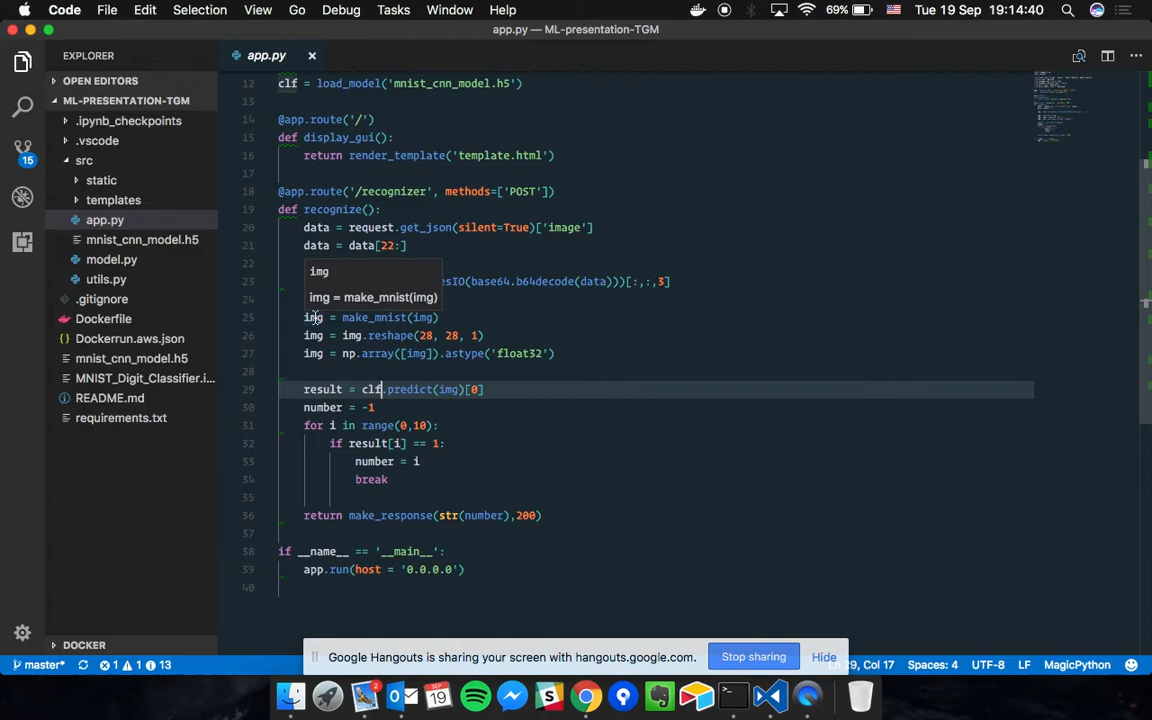 Code File Edit Selection View Go Debug Tasks Window Help 69% Tue 19 Sep 19:14:40
app.py — ML-presentation-TGM
EXPLORER
app.py
OPEN EDITORS
ML-PRESENTATION-TGM
.ipynb_checkpoints
.vscode
src
static
templates
app.py
mnist_cnn_model.h5
model.py
utils.py
.gitignore
Dockerfile
Dockerrun.aws.json
mnist_cnn_model.h5
MNIST_Digit_Classifier.i...
README.md
requirements.txt
DOCKER
15
12 clf = load_model('mnist_cnn_model.h5')
13
14 @app.route('/')
15 def display_gui():
16 return render_template('template.html')
17
18 @app.route('/recognizer', methods=['POST'])
19 def recognize():
20 data = request.get_json(silent=True)['image']
21 data = data[22:]
22
img
23 esIO(base64.b64decode(data)))[:,:,3]
img = make_mnist(img)
24
25 img = make_mnist(img)
26 img = img.reshape(28, 28, 1)
27 img = np.array([img]).astype('float32')
28
29 result = clf.predict(img)[0]
30 number = -1
31 for i in range(0,10):
32 if result[i] == 1:
33 number = i
34 break
35
36 return make_response(str(number),200)
37
38 if __name__ == '__main__':
39 app.run(host = '0.0.0.0')
40
Google Hangouts is sharing your screen with hangouts.google.com. Stop sharing Hide
master* 1 1 13 Ln 29, Col 17 Spaces: 4 UTF-8 LF MagicPython
2
SEP
19